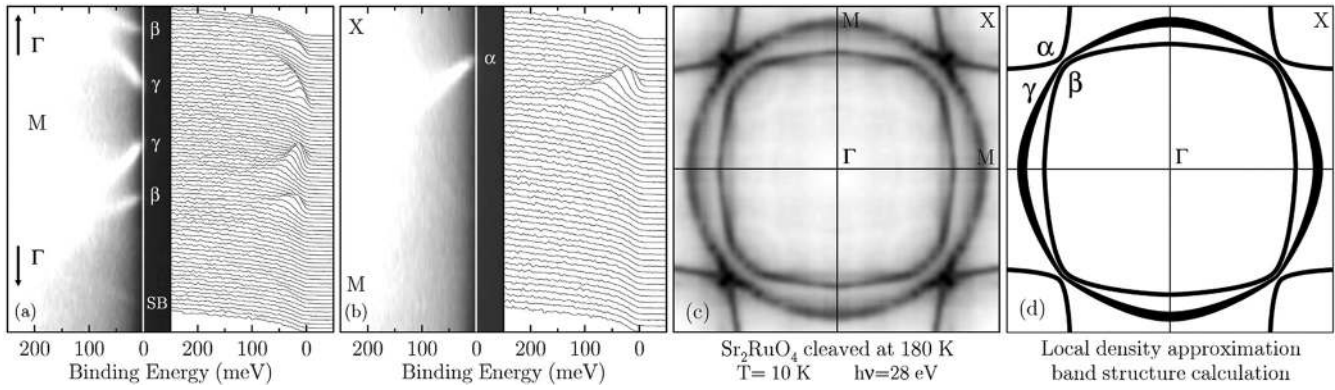 Γ
M
Γ
(a)
β
γ
γ
β
SB
200 100 0
200 100 0
Binding Energy (meV)
X
M
(b)
α
200 100 0
200 100 0
Binding Energy (meV)
M
X
Γ
M
(c)
Sr₂RuO₄ cleaved at 180 K
T= 10 K hν=28 eV
X
α
γ
β
Γ
(d)
Local density approximation
band structure calculation